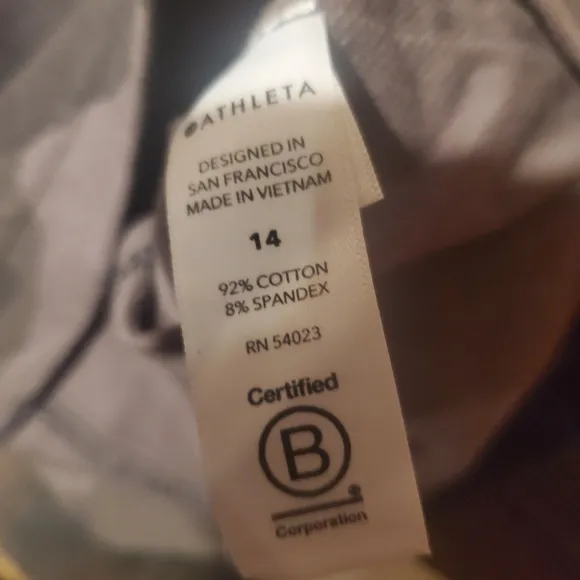 ATHLETA
DESIGNED IN
SAN FRANCISCO
MADE IN VIETNAM
14
92% COTTON
8% SPANDEX
RN 54023
Certified
B
Corporation